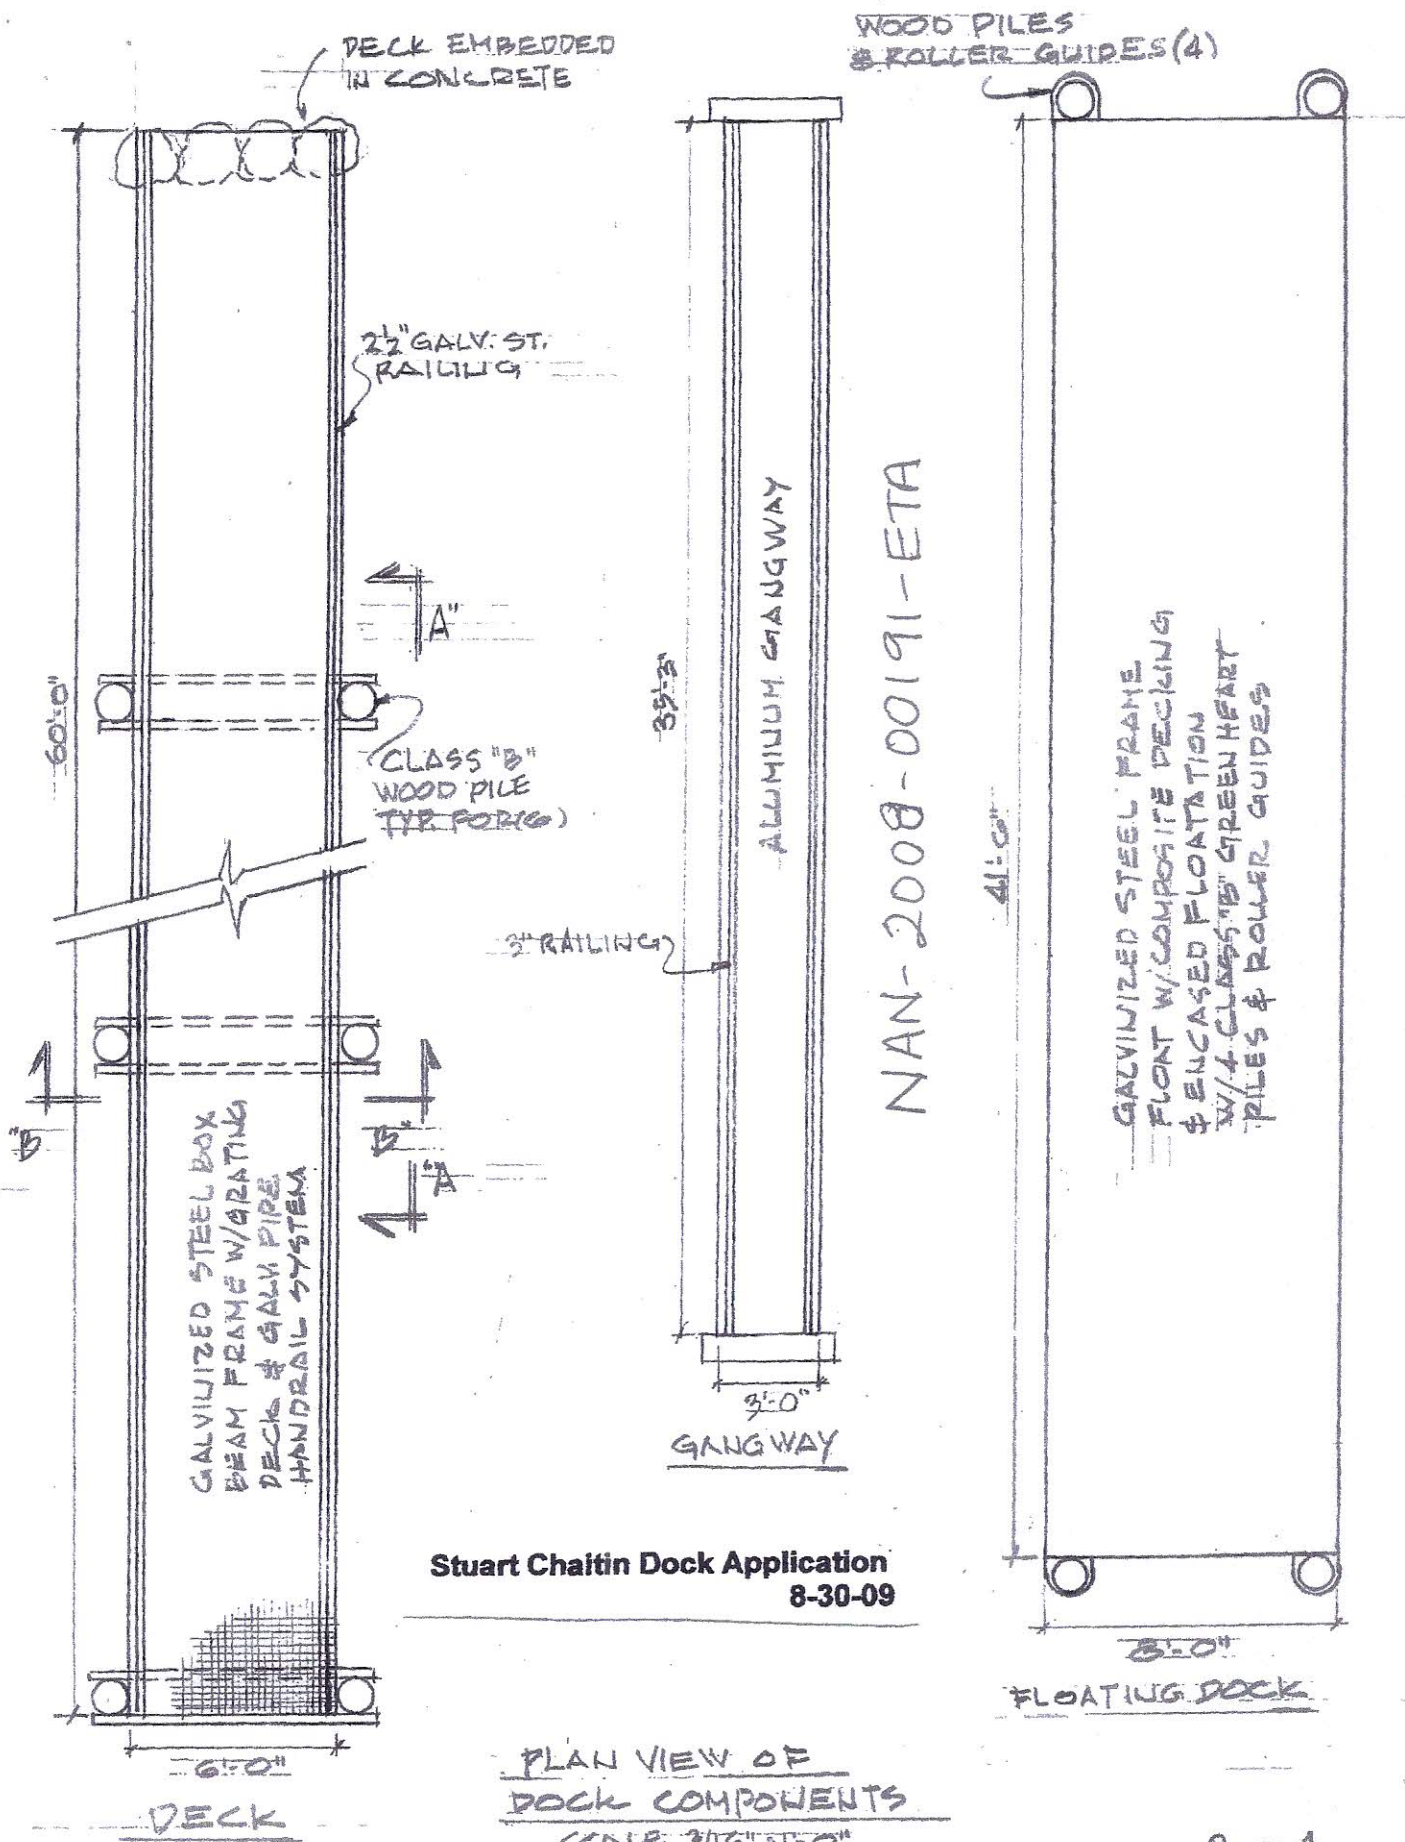 DECK EMBEDDED
IN CONCRETE
WOOD PILES
& ROLLER GUIDES (4)
2½" GALV. ST.
RAILING
A"
60'-0"
CLASS "B"
WOOD PILE
TYP. FOR (6)
ALUMINUM GANGWAY
3" RAILING
NAN-2008-00191-ETA
GALVINIZED STEEL FRAME
FLOAT W/ COMPOSITE DECKING
& ENCASED FLOATATION
W/ 4 CLASS "B" GREEN HEART
PILES & ROLLER GUIDES
"B
B"
"A
GALVINIZED STEEL BOX
BEAM FRAME W/ GRATING
DECK & GALV. PIPE
HANDRAIL SYSTEM
3'-0"
GANGWAY
Stuart Chaitin Dock Application
8-30-09
8'-0"
FLOATING DOCK
6'-0"
DECK
PLAN VIEW OF
DOCK COMPONENTS